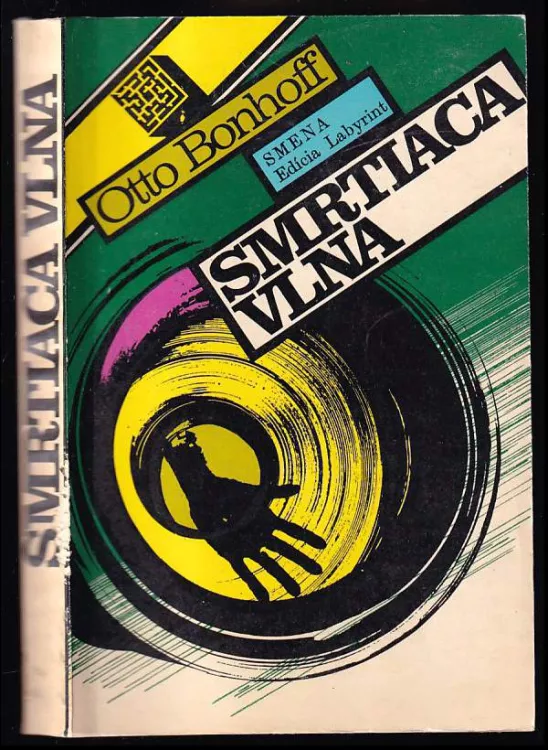 Otto Bonhoff
SMENA
Edícia Labyrint
SMRTIACA
VLNA
SMRTIACA VLNA